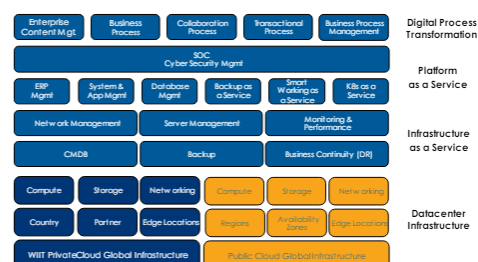 Enterprise
Content Mgt.
Business
Process
Collaboration
Process
Transactional
Process
Business Process
Management
Digital Process
Transformation
SOC
Cyber Security Mgmt
Platform
as a Service
ERP
Mgmt
System &
App Mgmt
Database
Mgmt
Backup as
a Service
Smart
Working as
a Service
K8s as a
Service
Network Management
Server Management
Monitoring &
Performance
Infrastructure
as a Service
CMDB
Backup
Business Continuity (DR)
Compute
Storage
Networking
Compute
Storage
Networking
Country
Partner
Edge Locations
Regions
Availability
Zones
Edge Locations
Datacenter
Infrastructure
WIIT PrivateCloud Global Infrastructure
Public Cloud Global Infrastructure